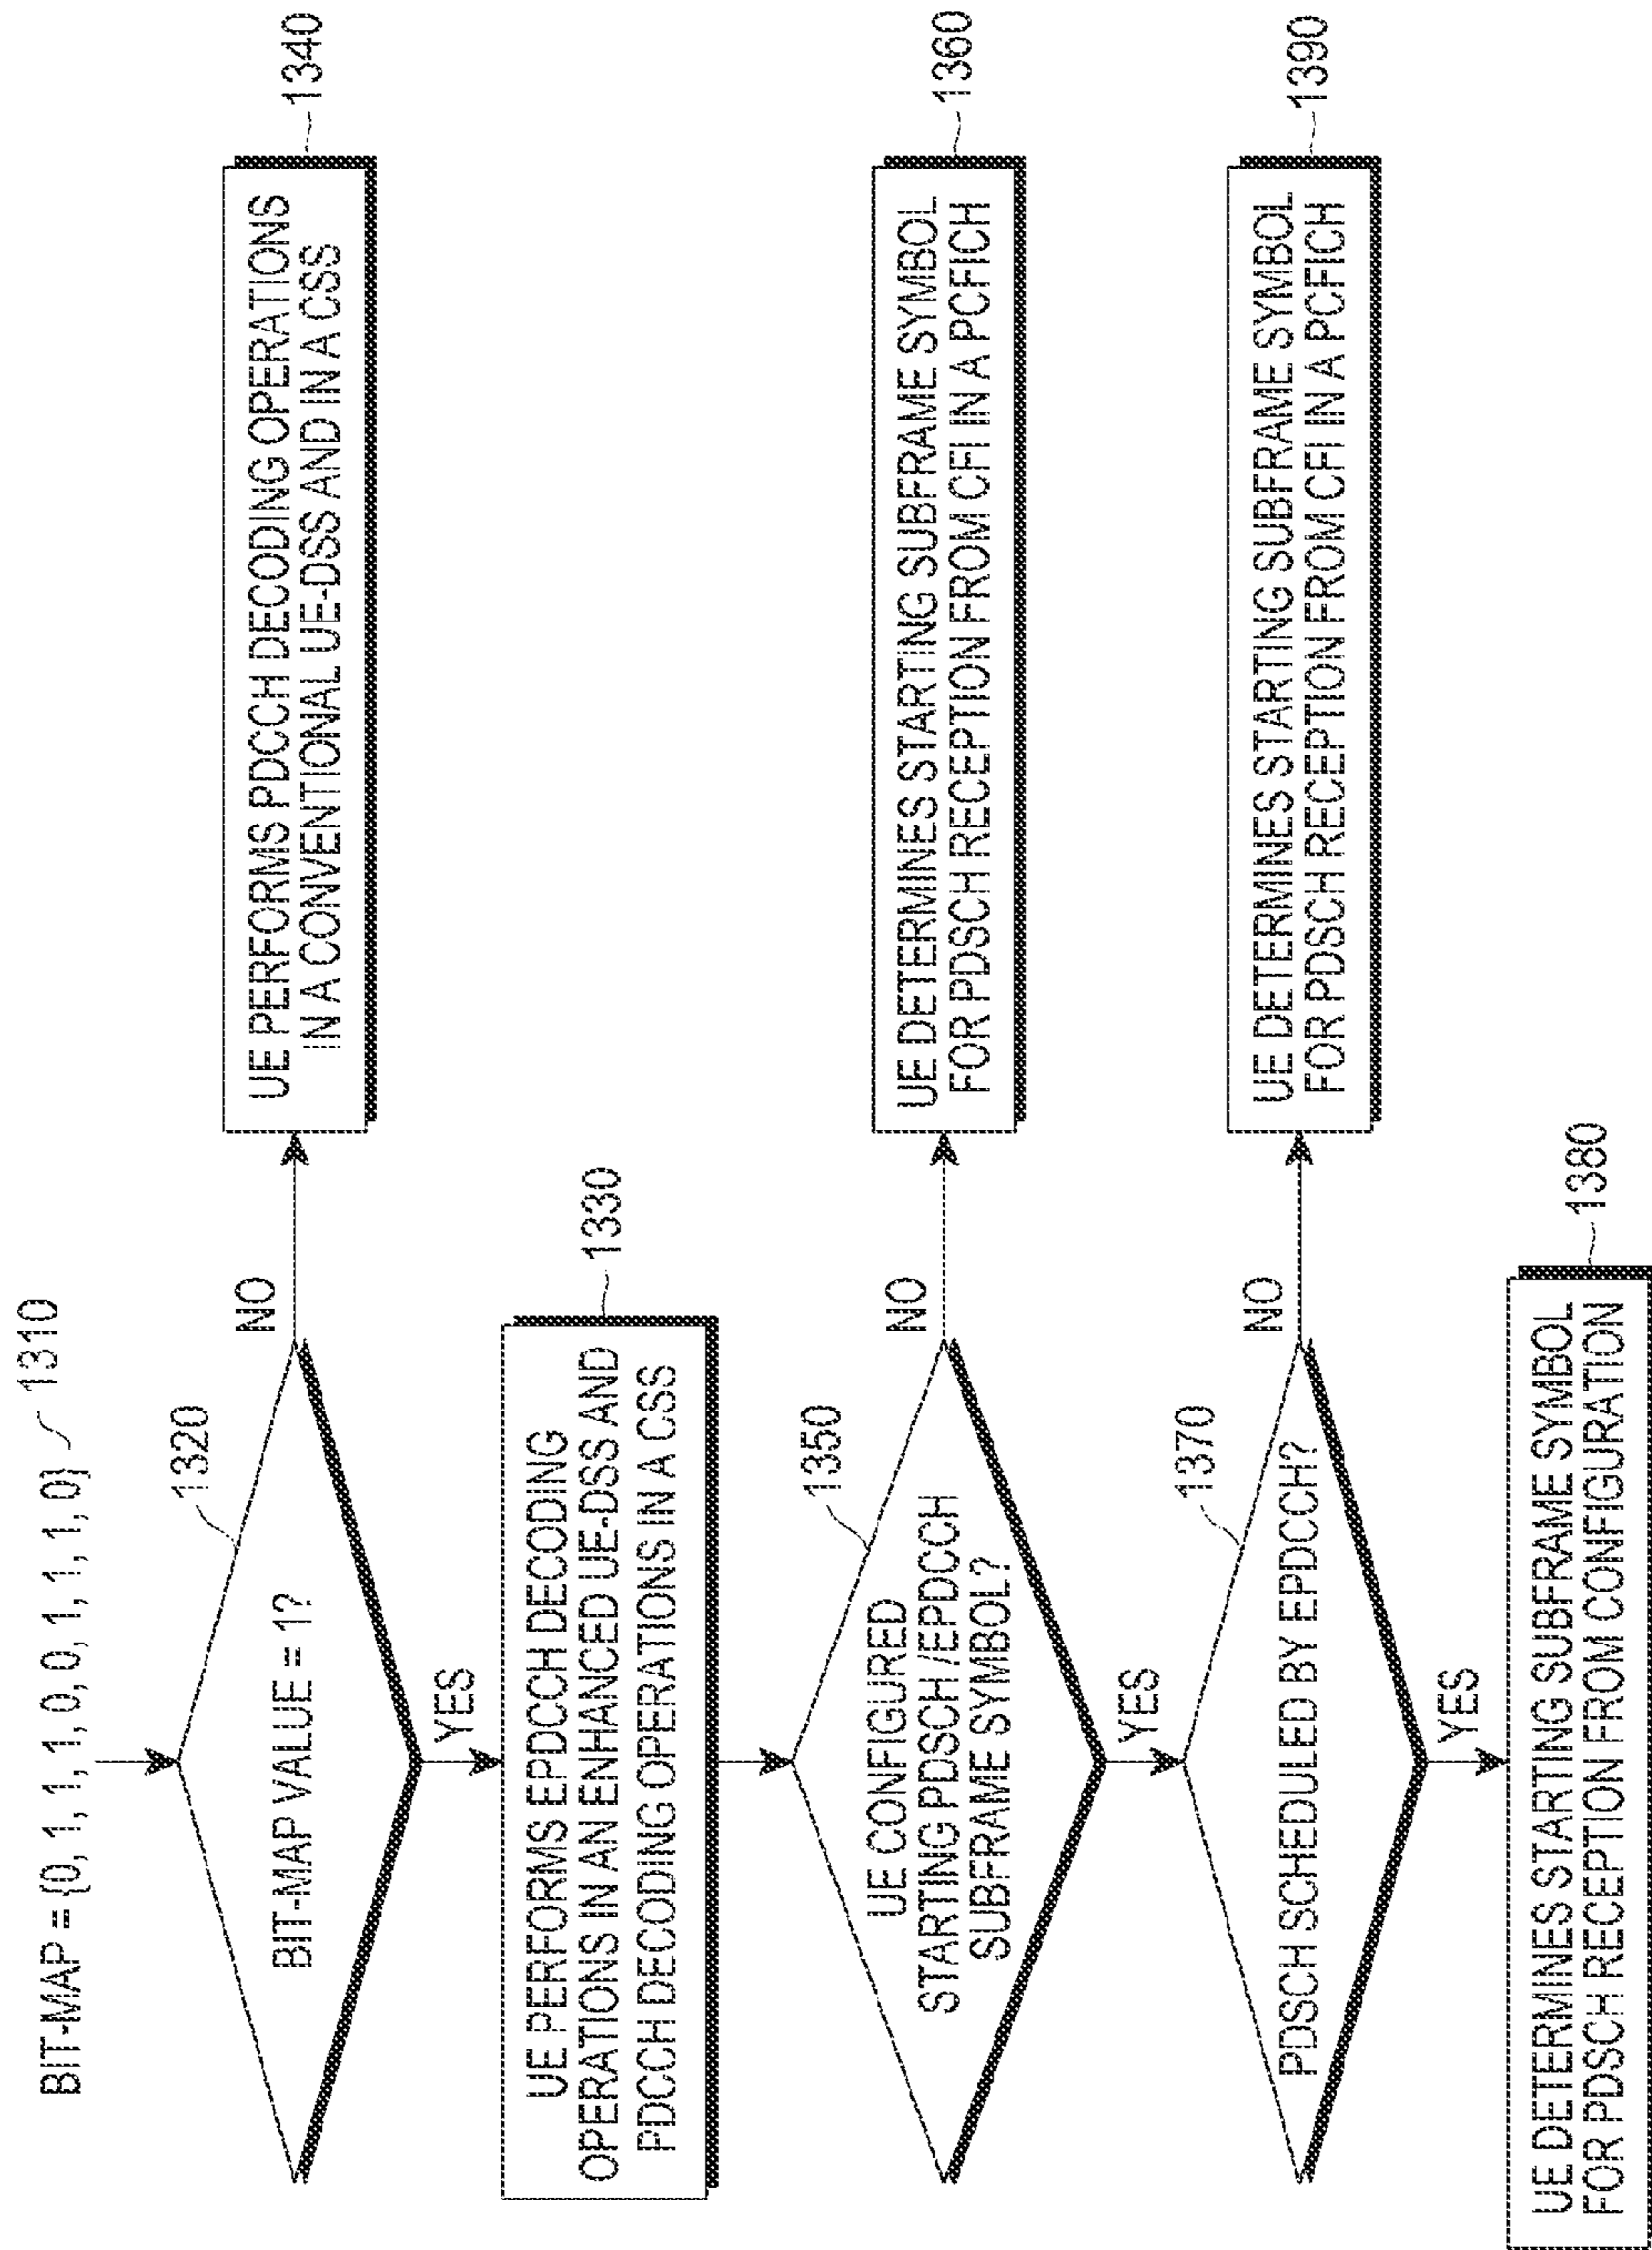 BIT-MAP = {0, 1, 1, 1, 0, 0, 1, 1, 1, 0}
1310
1320
BIT-MAP VALUE = 1?
NO
UE PERFORMS PDCCH DECODING OPERATIONS
IN A CONVENTIONAL UE-DSS AND IN A CSS
1340
YES
UE PERFORMS EPDCCH DECODING
OPERATIONS IN AN ENHANCED UE-DSS AND
PDCCH DECODING OPERATIONS IN A CSS
1330
1350
UE CONFIGURED
STARTING PDSCH /EPDCCH
SUBFRAME SYMBOL?
NO
UE DETERMINES STARTING SUBFRAME SYMBOL
FOR PDSCH RECEPTION FROM CFI IN A PCFICH
1360
YES
1370
PDSCH SCHEDULED BY EPDCCH?
NO
UE DETERMINES STARTING SUBFRAME SYMBOL
FOR PDSCH RECEPTION FROM CFI IN A PCFICH
1390
YES
UE DETERMINES STARTING SUBFRAME SYMBOL
FOR PDSCH RECEPTION FROM CONFIGURATION
1380